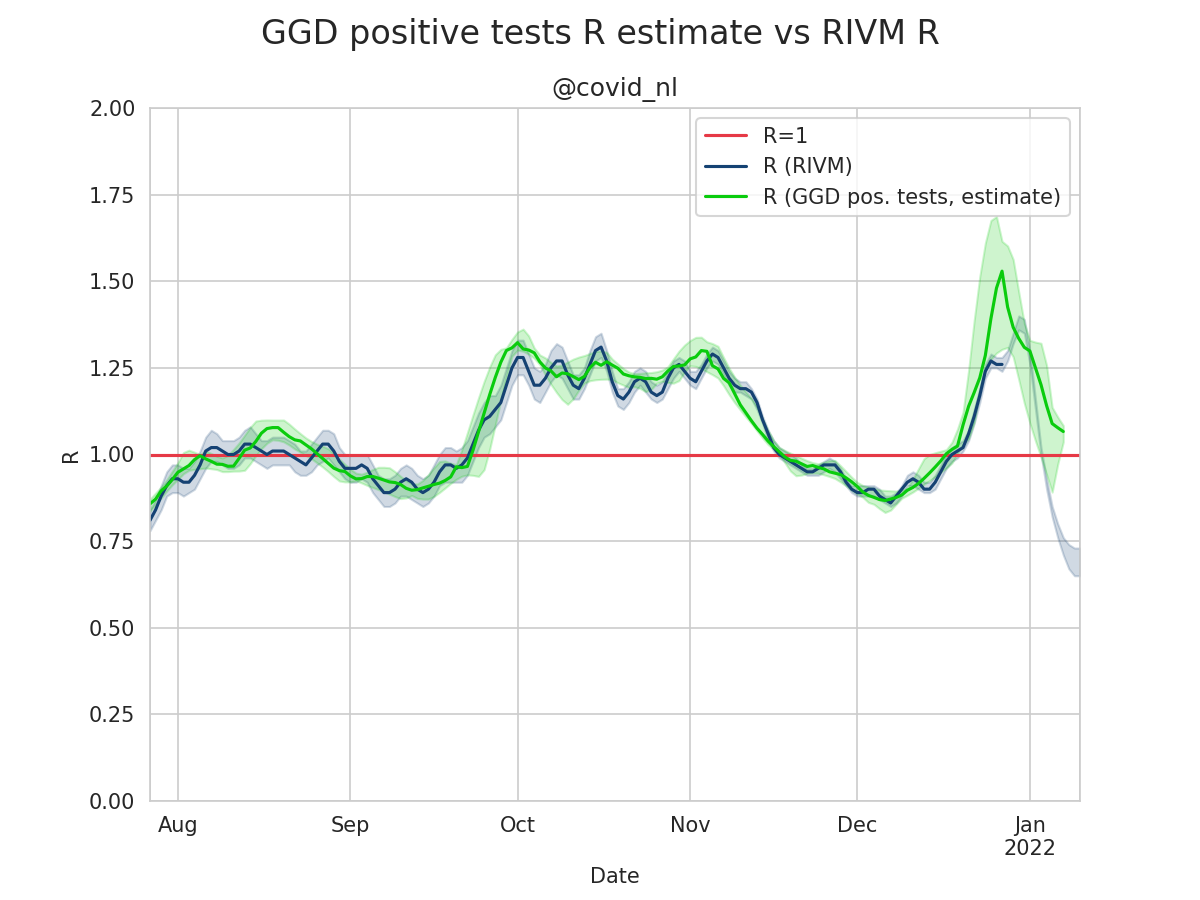 GGD positive tests R estimate vs RIVM R
@covid_nl
2.00
1.75
1.50
1.25
1.00
0.75
0.50
0.25
0.00
R
R=1
R (RIVM)
R (GGD pos. tests, estimate)
Aug Sep Oct Nov Dec Jan
2022
Date